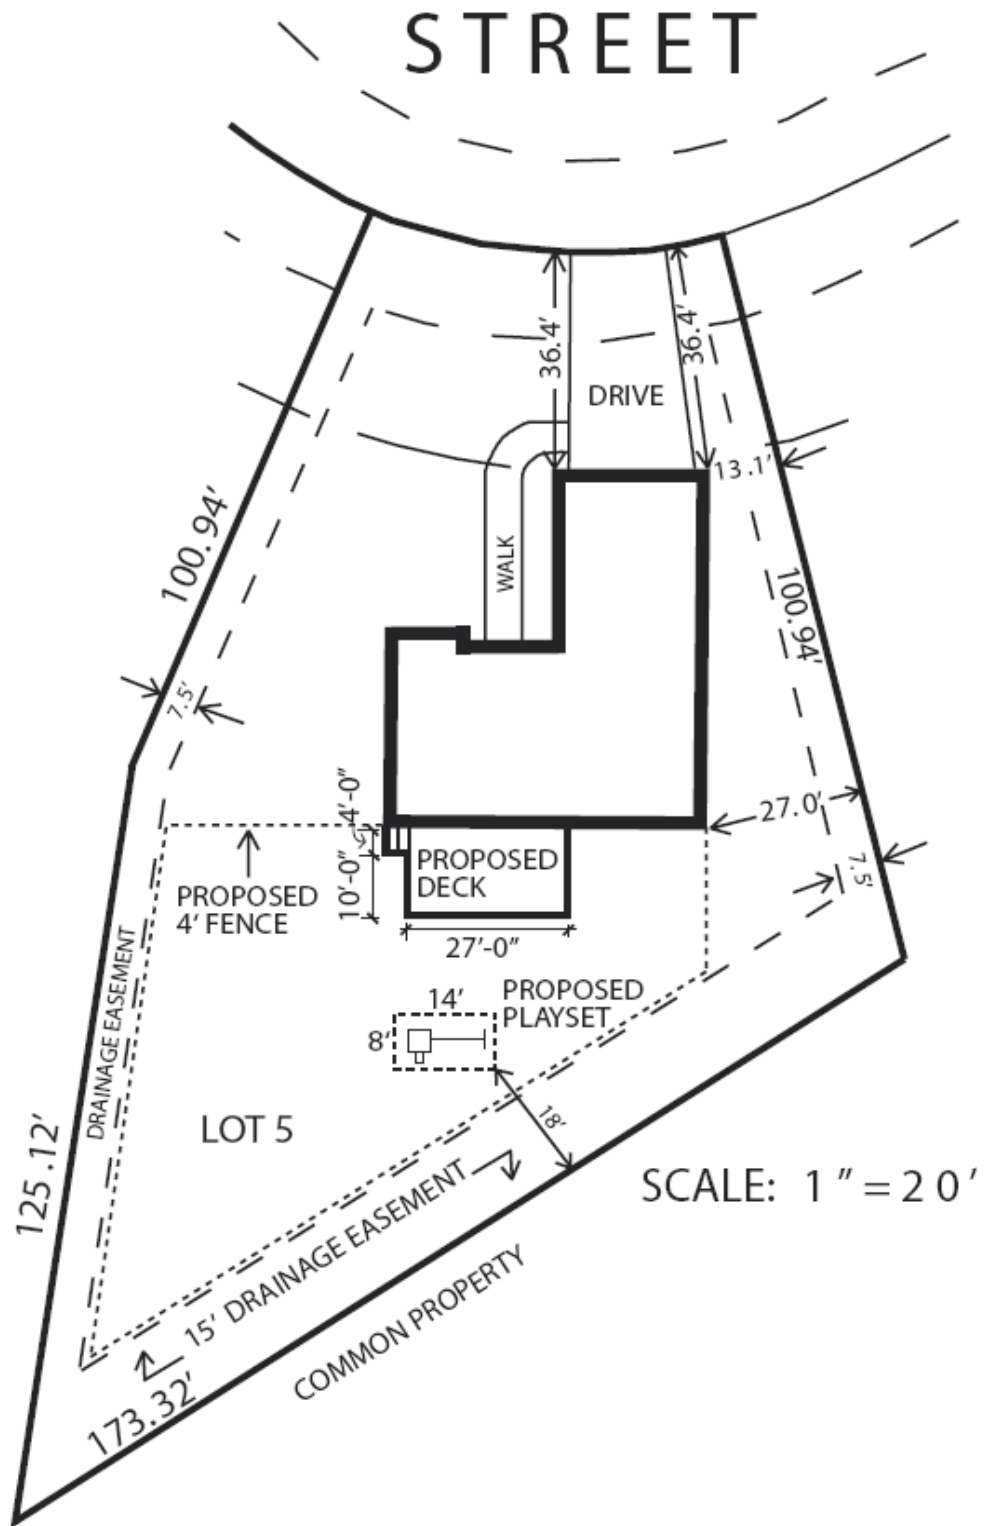 STREET
36.4'
36.4'
DRIVE
13.1'
100.94'
WALK
100.94'
7.5'
4'-0"
27.0'
PROPOSED
DECK
7.5'
10'-0"
PROPOSED
4' FENCE
27'-0"
DRAINAGE EASEMENT
14'
PROPOSED
PLAYSET
8'
18'
LOT 5
125.12'
SCALE: 1" = 20'
15' DRAINAGE EASEMENT
COMMON PROPERTY
173.32'